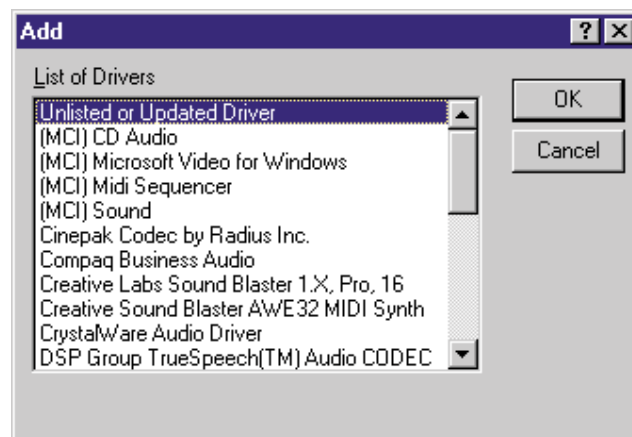 Add
List of Drivers
Unlisted or Updated Driver
(MCI) CD Audio
(MCI) Microsoft Video for Windows
(MCI) Midi Sequencer
(MCI) Sound
Cinepak Codec by Radius Inc.
Compaq Business Audio
Creative Labs Sound Blaster 1.X, Pro, 16
Creative Sound Blaster AWE32 MIDI Synth
CrystalWare Audio Driver
DSP Group TrueSpeech(TM) Audio CODEC
OK
Cancel